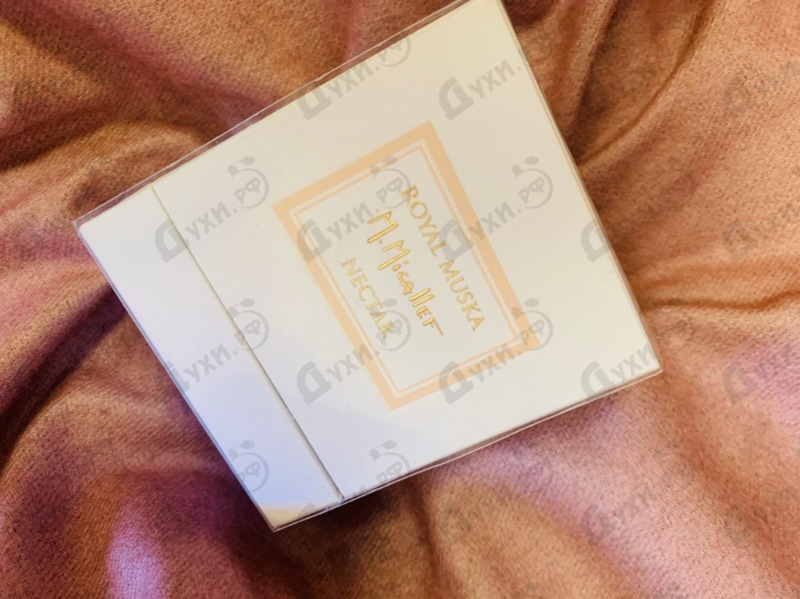 ROYAL MUSKA
M. Micallef
NECTAR
Духи.рф